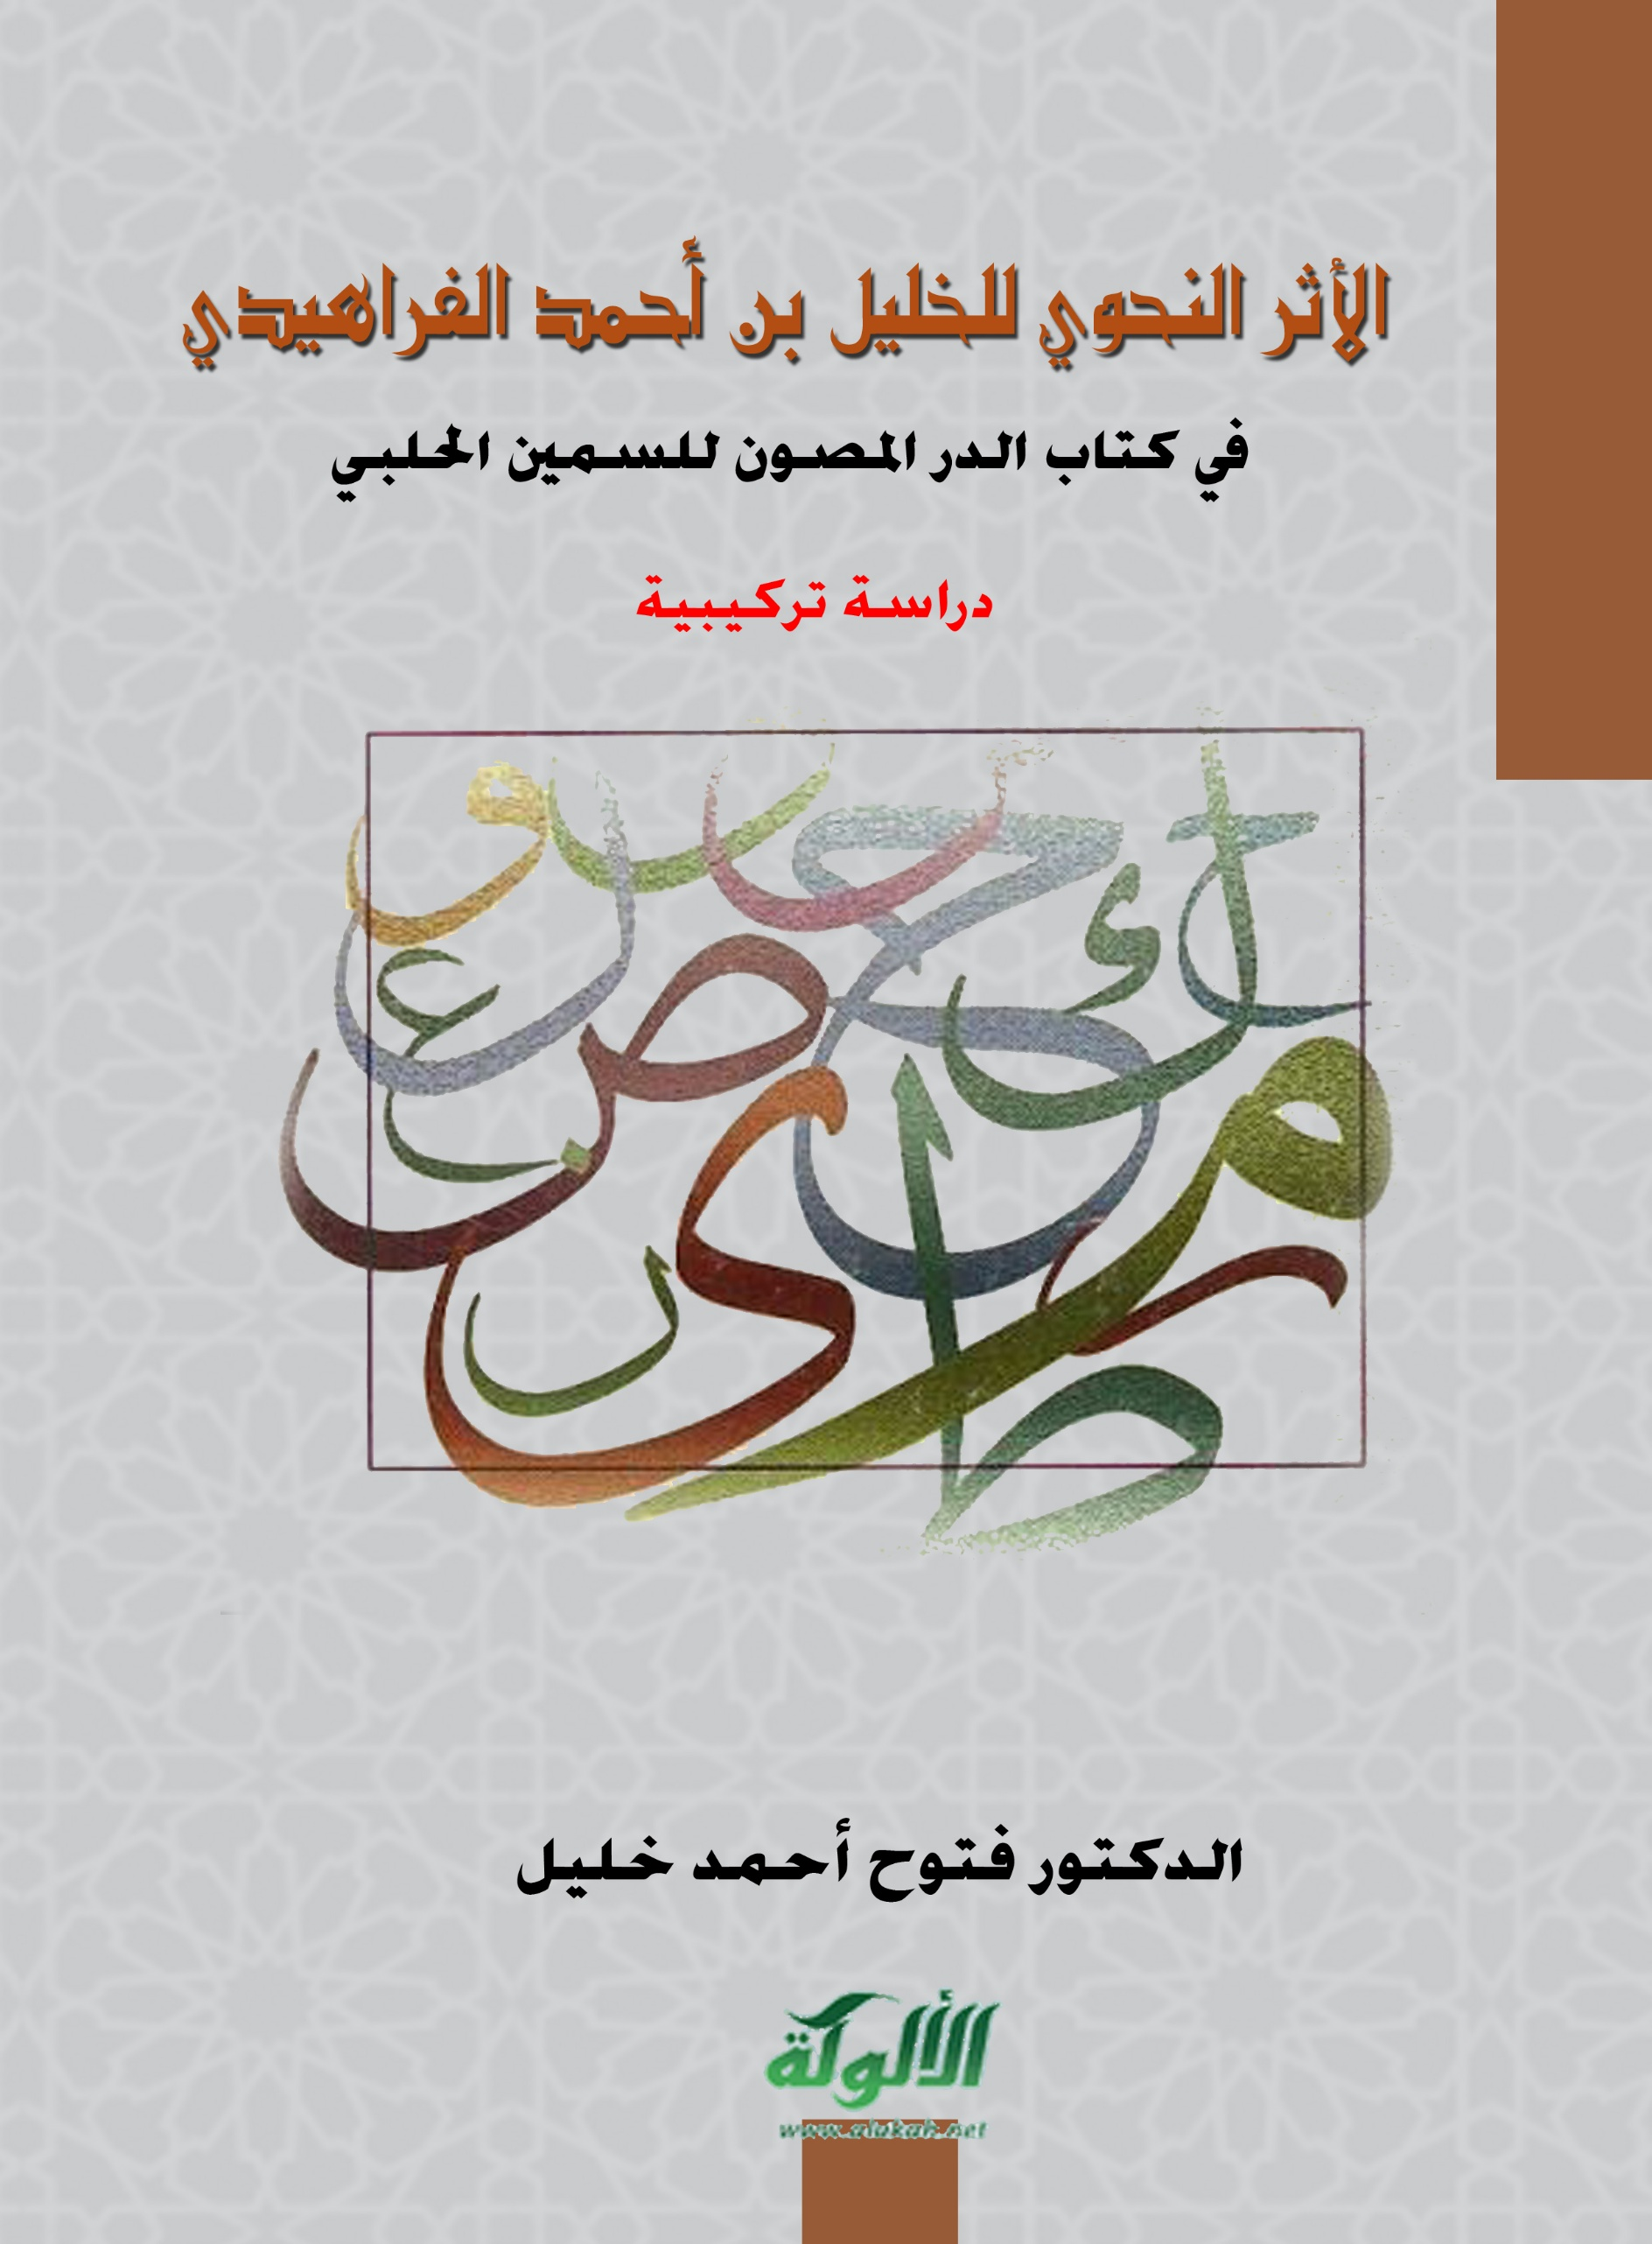 الأثر النحوي للخليل بن أحمد الفراهيدي
في كتاب الدر المصون للسمين الحلبي
دراسة تركيبية
الدكتور فتوح أحمد خليل
الألوكة
www.alukah.net